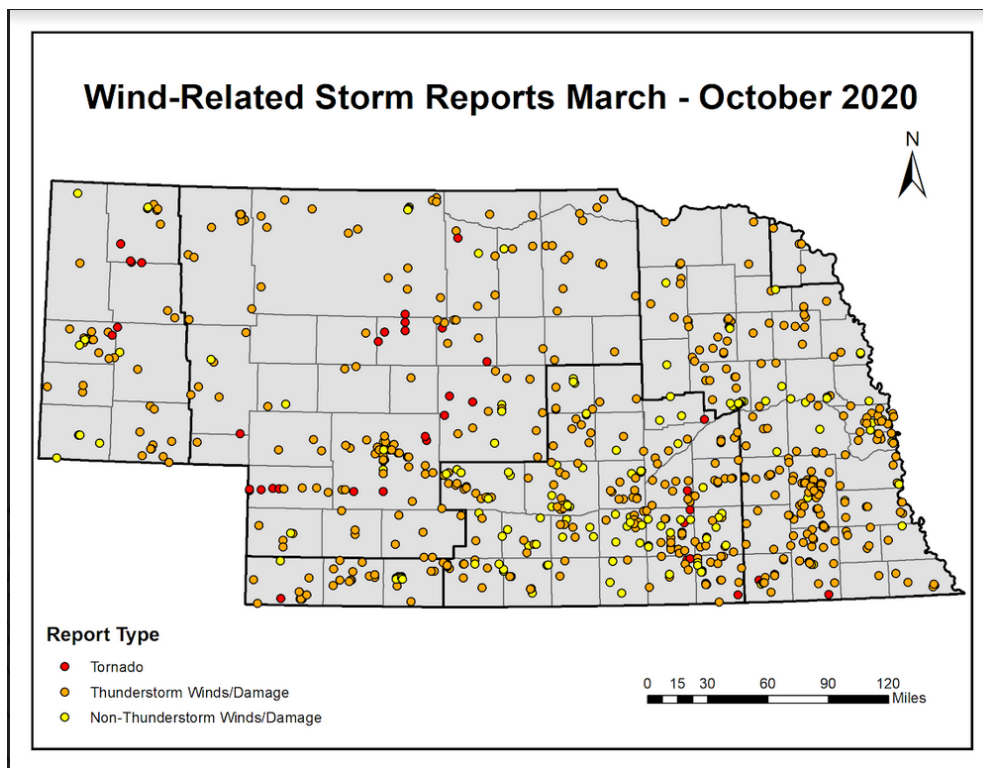 Wind-Related Storm Reports March - October 2020
N
Report Type
Tornado
Thunderstorm Winds/Damage
Non-Thunderstorm Winds/Damage
0 15 30 60 90 120
Miles